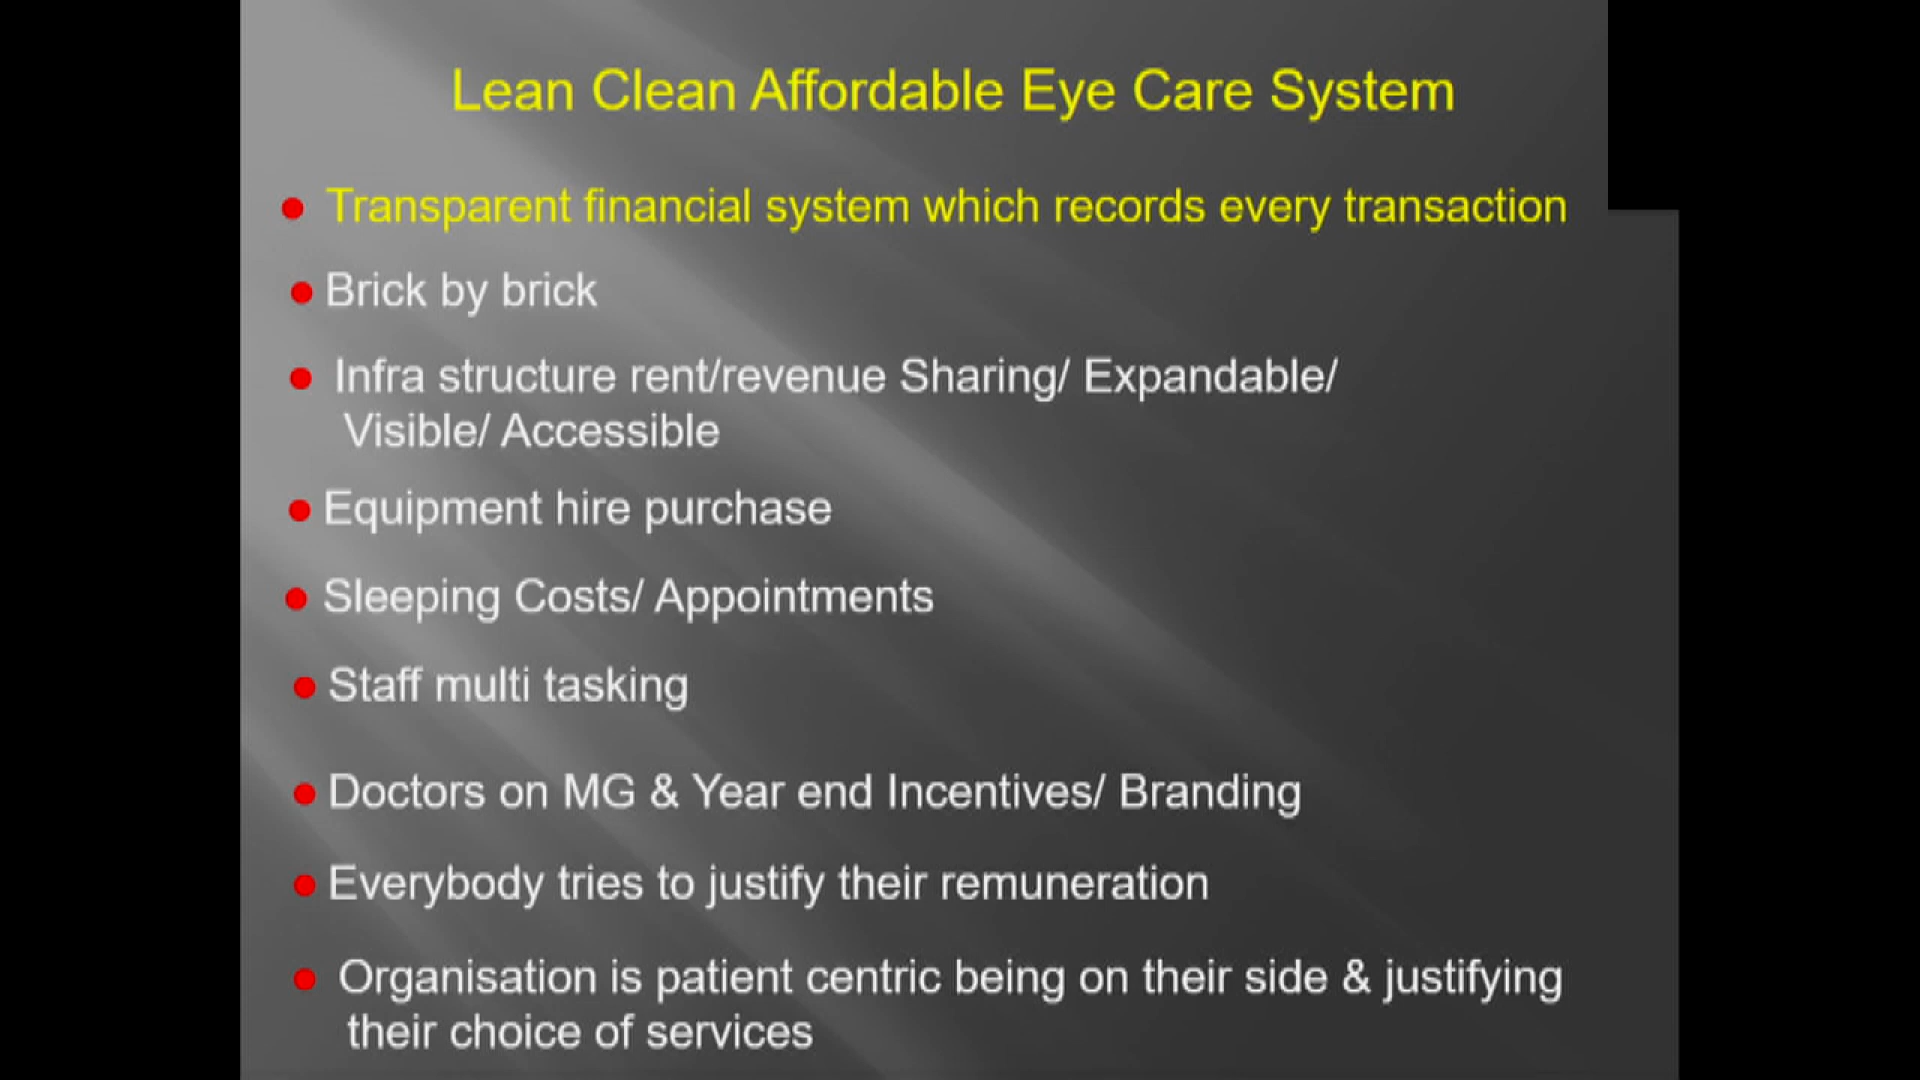 Lean Clean Affordable Eye Care System
Transparent financial system which records every transaction
Brick by brick
Infra structure rent/revenue Sharing/ Expandable/
Visible/ Accessible
Equipment hire purchase
Sleeping Costs/ Appointments
Staff multi tasking
Doctors on MG & Year end Incentives/ Branding
Everybody tries to justify their remuneration
Organisation is patient centric being on their side & justifying
their choice of services